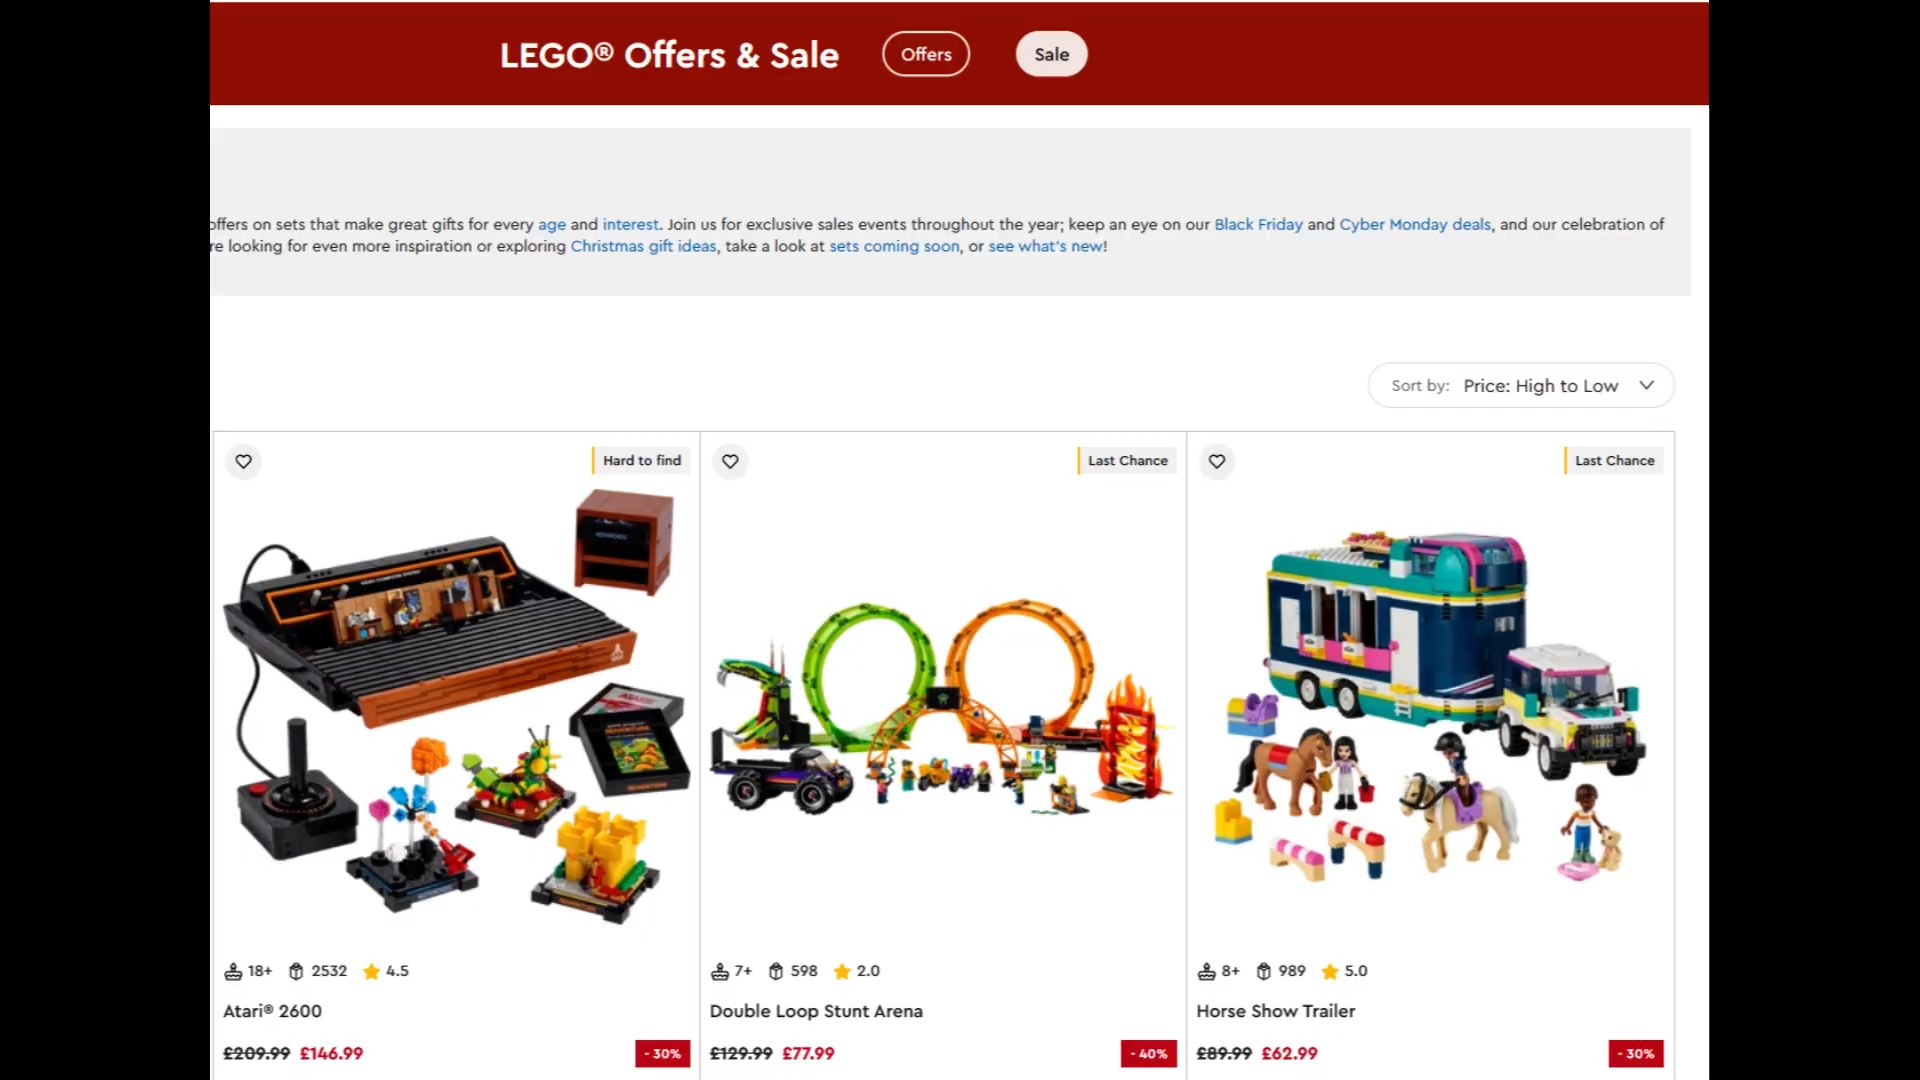 LEGO® Offers & Sale
Offers
Sale
offers on sets that make great gifts for every age and interest. Join us for exclusive sales events throughout the year; keep an eye on our Black Friday and Cyber Monday deals, and our celebration of
re looking for even more inspiration or exploring Christmas gift ideas, take a look at sets coming soon, or see what's new!
Sort by: Price: High to Low
Hard to find
Last Chance
Last Chance
18+ 2532 4.5
7+ 598 2.0
8+ 989 5.0
Atari® 2600
Double Loop Stunt Arena
Horse Show Trailer
£209.99 £146.99 - 30%
£129.99 £77.99 - 40%
£89.99 £62.99 - 30%